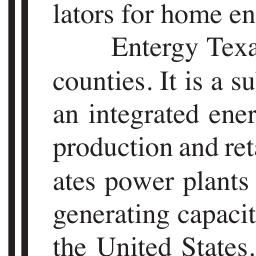 lators for home en
Entergy Texa
counties. It is a su
an integrated ener
production and reta
ates power plants
generating capacit
the United States.